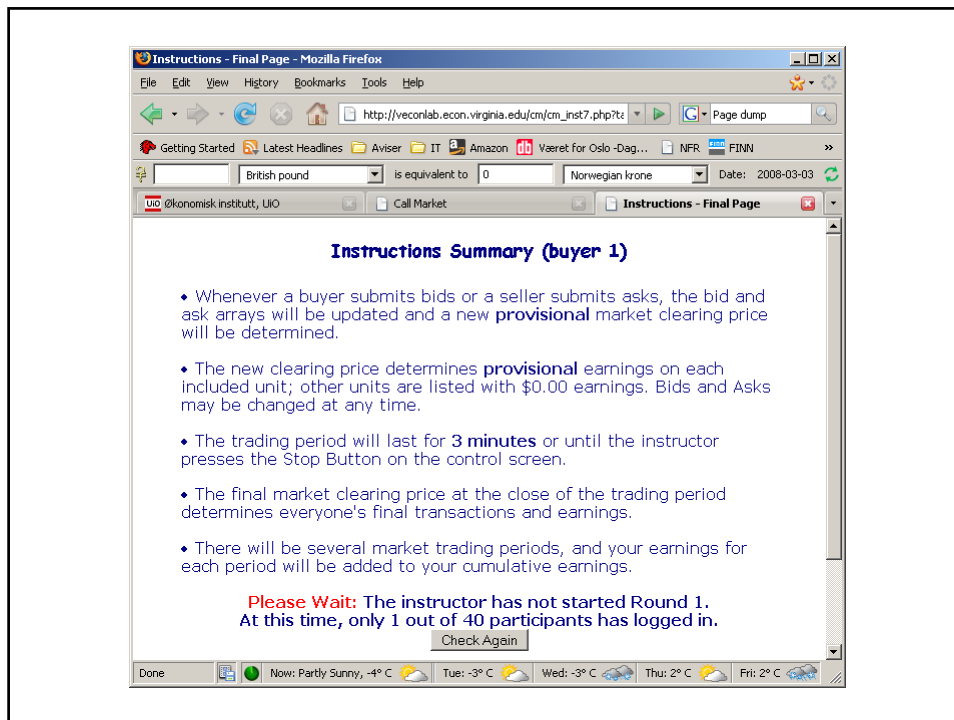 Instructions - Final Page - Mozilla Firefox
File Edit View History Bookmarks Tools Help
http://veconlab.econ.virginia.edu/cm/cm_inst7.php?ta G Page dump
Getting Started Latest Headlines Aviser IT Amazon Været for Oslo -Dag... NFR FINN »
British pound is equivalent to 0 Norwegian krone Date: 2008-03-03
UiO Økonomisk institutt, UiO Call Market Instructions - Final Page
Instructions Summary (buyer 1)
• Whenever a buyer submits bids or a seller submits asks, the bid and
ask arrays will be updated and a new provisional market clearing price
will be determined.
• The new clearing price determines provisional earnings on each
included unit; other units are listed with $0.00 earnings. Bids and Asks
may be changed at any time.
• The trading period will last for 3 minutes or until the instructor
presses the Stop Button on the control screen.
• The final market clearing price at the close of the trading period
determines everyone's final transactions and earnings.
• There will be several market trading periods, and your earnings for
each period will be added to your cumulative earnings.
Please Wait: The instructor has not started Round 1.
At this time, only 1 out of 40 participants has logged in.
Check Again
Done Now: Partly Sunny, -4° C Tue: -3° C Wed: -3° C Thu: 2° C Fri: 2° C